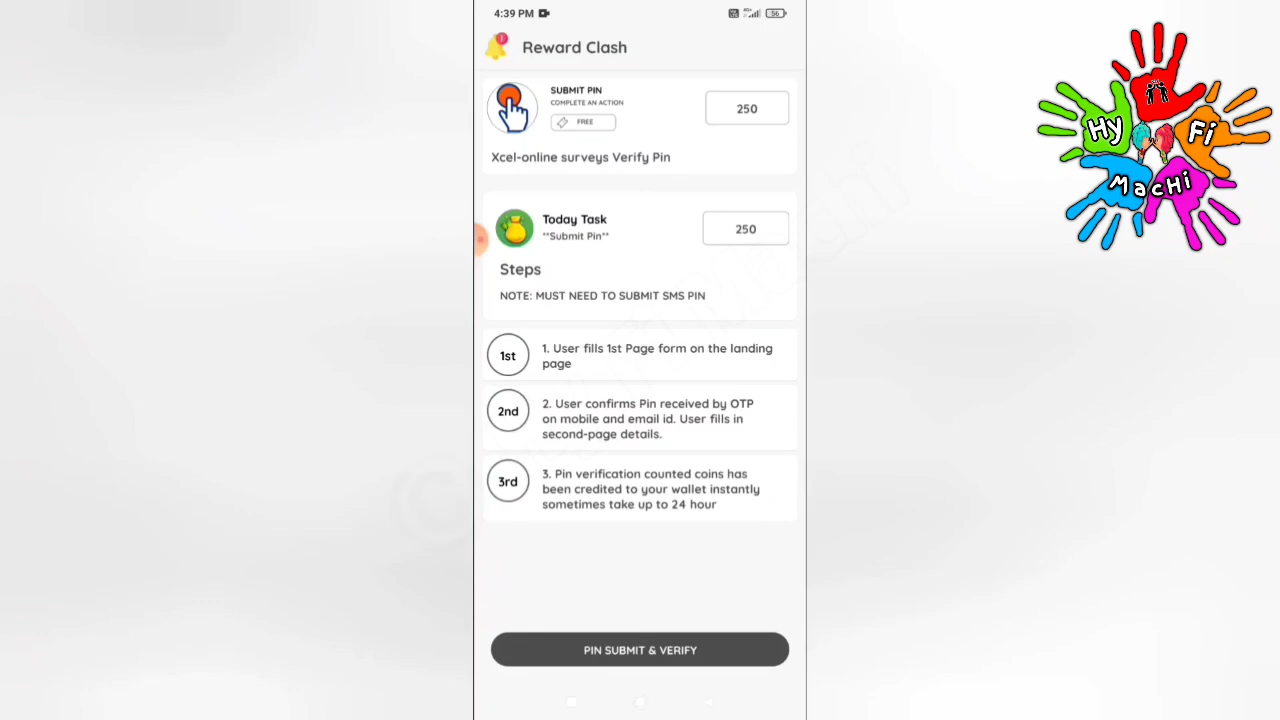 4:39 PM
56
Reward Clash
SUBMIT PIN
COMPLETE AN ACTION
FREE
250
Xcel-online surveys Verify Pin
Today Task
**Submit Pin**
250
Steps
NOTE: MUST NEED TO SUBMIT SMS PIN
1st
1. User fills 1st Page form on the landing
page
2nd
2. User confirms Pin received by OTP
on mobile and email id. User fills in
second-page details.
3rd
3. Pin verification counted coins has
been credited to your wallet instantly
sometimes take up to 24 hour
PIN SUBMIT & VERIFY
Hy
Fi
MacHi